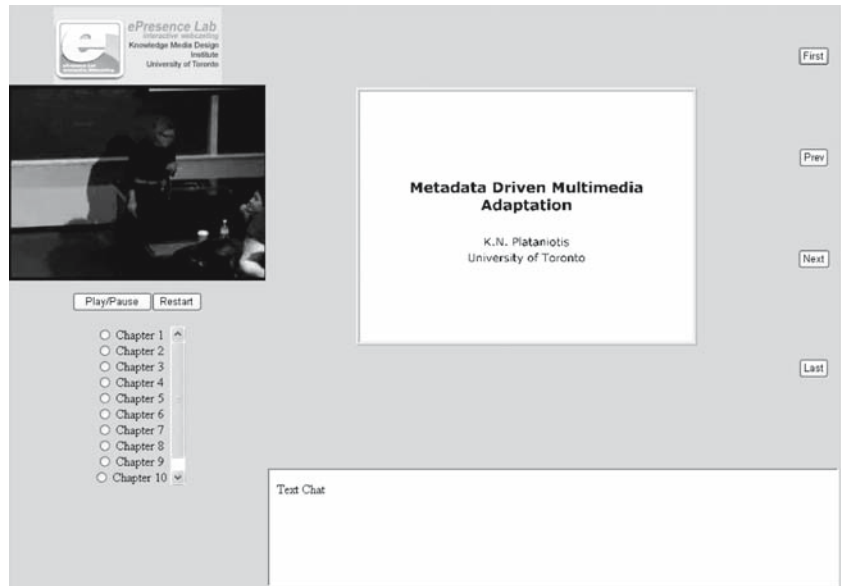 ePresence Lab
interactive webcasting
Knowledge Media Design
Institute
University of Toronto
Play/Pause
Restart
Chapter 1
Chapter 2
Chapter 3
Chapter 4
Chapter 5
Chapter 6
Chapter 7
Chapter 8
Chapter 9
Chapter 10
Metadata Driven Multimedia
Adaptation
K.N. Plataniotis
University of Toronto
First
Prev
Next
Last
Text Chat